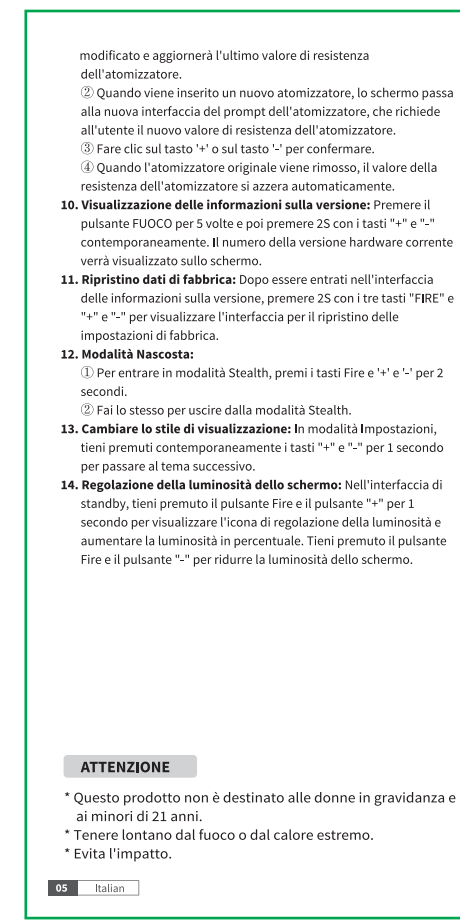 modificato e aggiornerà l'ultimo valore di resistenza
dell'atomizzatore.
② Quando viene inserito un nuovo atomizzatore, lo schermo passa
alla nuova interfaccia del prompt dell'atomizzatore, che richiede
all'utente il nuovo valore di resistenza dell'atomizzatore.
③ Fare clic sul tasto '+' o sul tasto '-' per confermare.
④ Quando l'atomizzatore originale viene rimosso, il valore della
resistenza dell'atomizzatore si azzera automaticamente.
10. Visualizzazione delle informazioni sulla versione: Premere il
pulsante FUOCO per 5 volte e poi premere 2S con i tasti "+" e "-"
contemporaneamente. Il numero della versione hardware corrente
verrà visualizzato sullo schermo.
11. Ripristino dati di fabbrica: Dopo essere entrati nell'interfaccia
delle informazioni sulla versione, premere 2S con i tre tasti "FIRE" e
"+" e "-" per visualizzare l'interfaccia per il ripristino delle
impostazioni di fabbrica.
12. Modalità Nascosta:
① Per entrare in modalità Stealth, premi i tasti Fire e '+' e '-' per 2
secondi.
② Fai lo stesso per uscire dalla modalità Stealth.
13. Cambiare lo stile di visualizzazione: In modalità Impostazioni,
tieni premuti contemporaneamente i tasti "+" e "-" per 1 secondo
per passare al tema successivo.
14. Regolazione della luminosità dello schermo: Nell'interfaccia di
standby, tieni premuto il pulsante Fire e il pulsante "+" per 1
secondo per visualizzare l'icona di regolazione della luminosità e
aumentare la luminosità in percentuale. Tieni premuto il pulsante
Fire e il pulsante "-" per ridurre la luminosità dello schermo.
ATTENZIONE
* Questo prodotto non è destinato alle donne in gravidanza e
ai minori di 21 anni.
* Tenere lontano dal fuoco o dal calore estremo.
* Evita l'impatto.
05 Italian